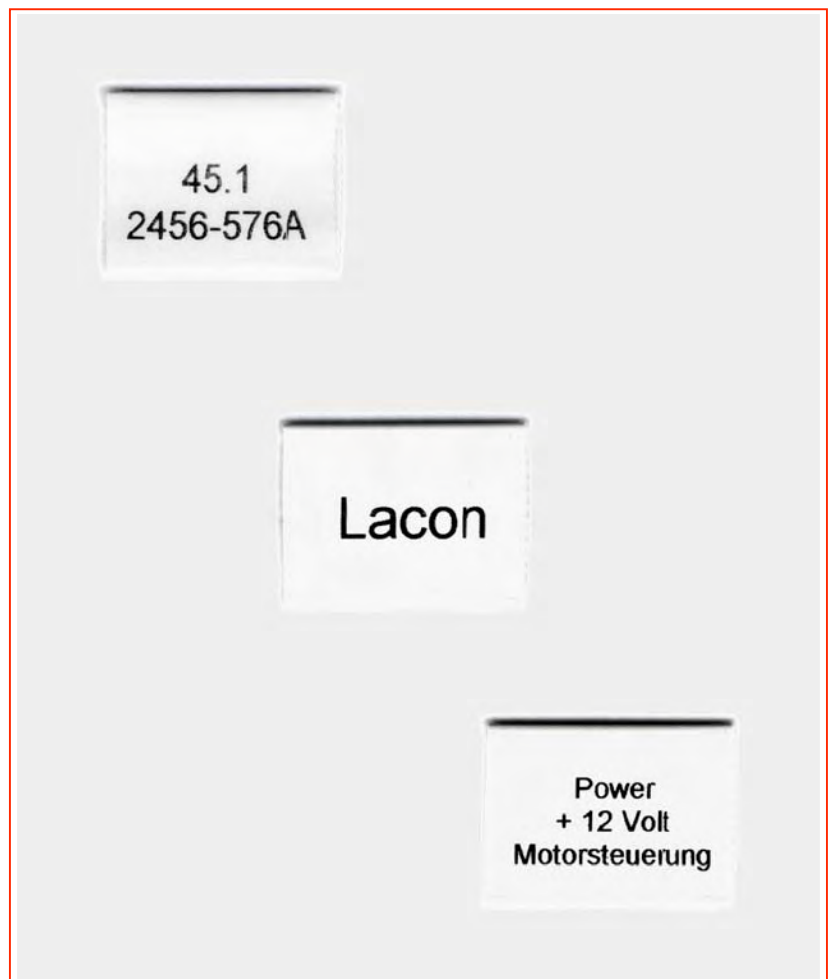 45.1
2456-576A
Lacon
Power
+ 12 Volt
Motorsteuerung